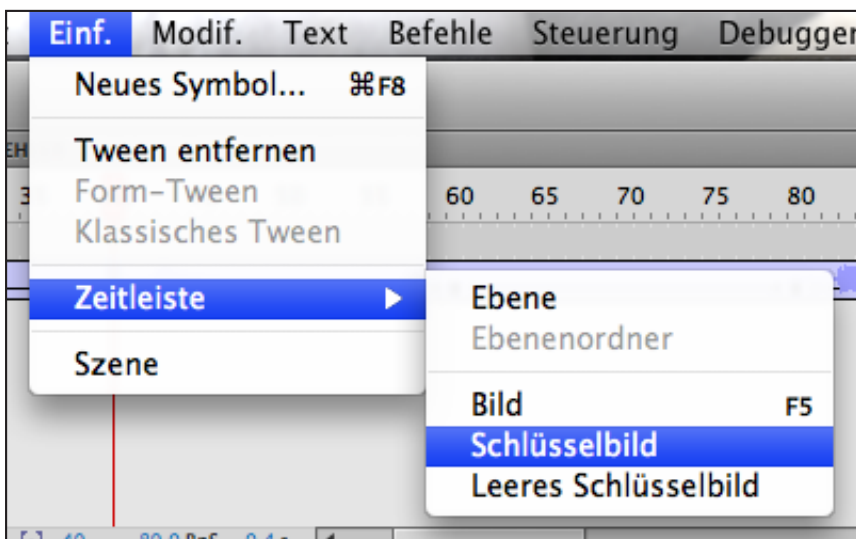 Einf. Modif. Text Befehle Steuerung Debugger
Neues Symbol... ⌘F8
Tween entfernen
Form-Tween
Klassisches Tween
60 65 70 75 80
Zeitleiste
Ebene
Ebenenordner
Szene
Bild F5
Schlüsselbild
Leeres Schlüsselbild